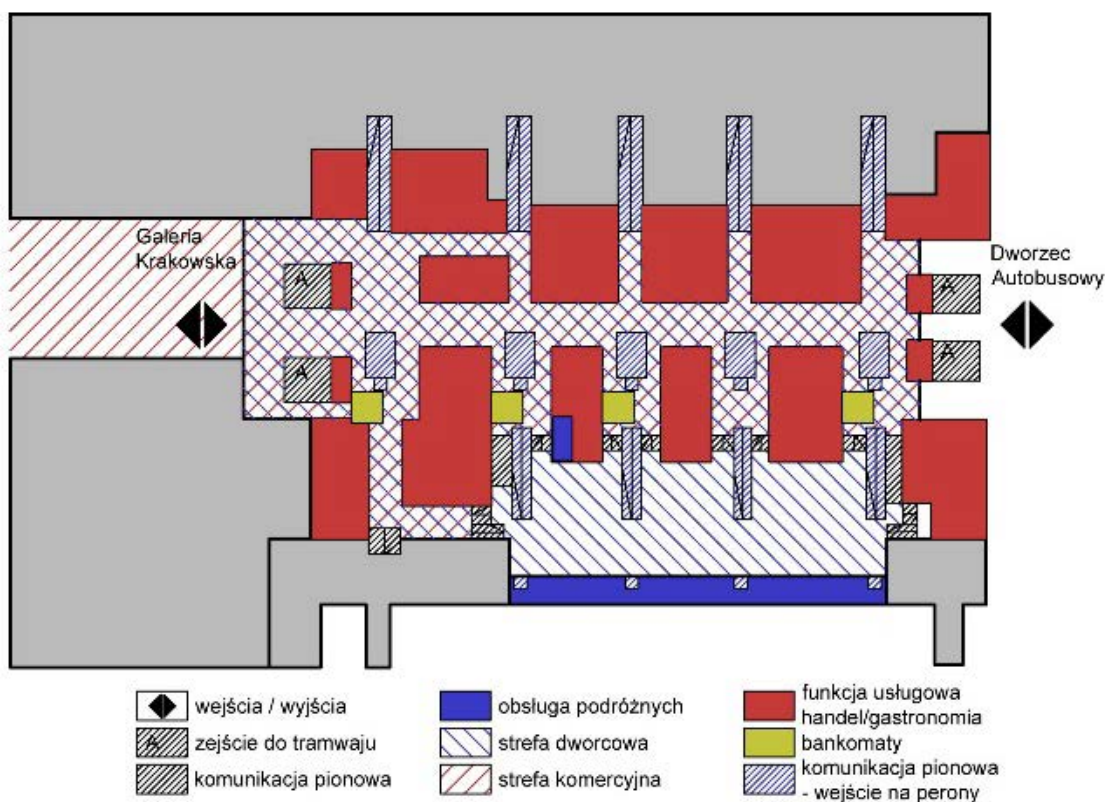 Galeria
Krakowska
Dworzec
Autobusowy
A
A
A
A
wejścia / wyjścia
zejście do tramwaju
A
komunikacja pionowa
obsługa podróżnych
strefa dworcowa
strefa komercyjna
funkcja usługowa
handel/gastronomia
bankomaty
komunikacja pionowa
- wejście na perony